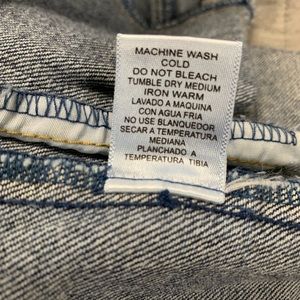 MACHINE WASH
COLD
DO NOT BLEACH
TUMBLE DRY MEDIUM
IRON WARM
LAVADO A MAQUINA
CON AGUA FRIA
NO USE BLANQUEDOR
SECAR A TEMPERATURA
MEDIANA
PLANCHADO A
TEMPERATURA TIBIA